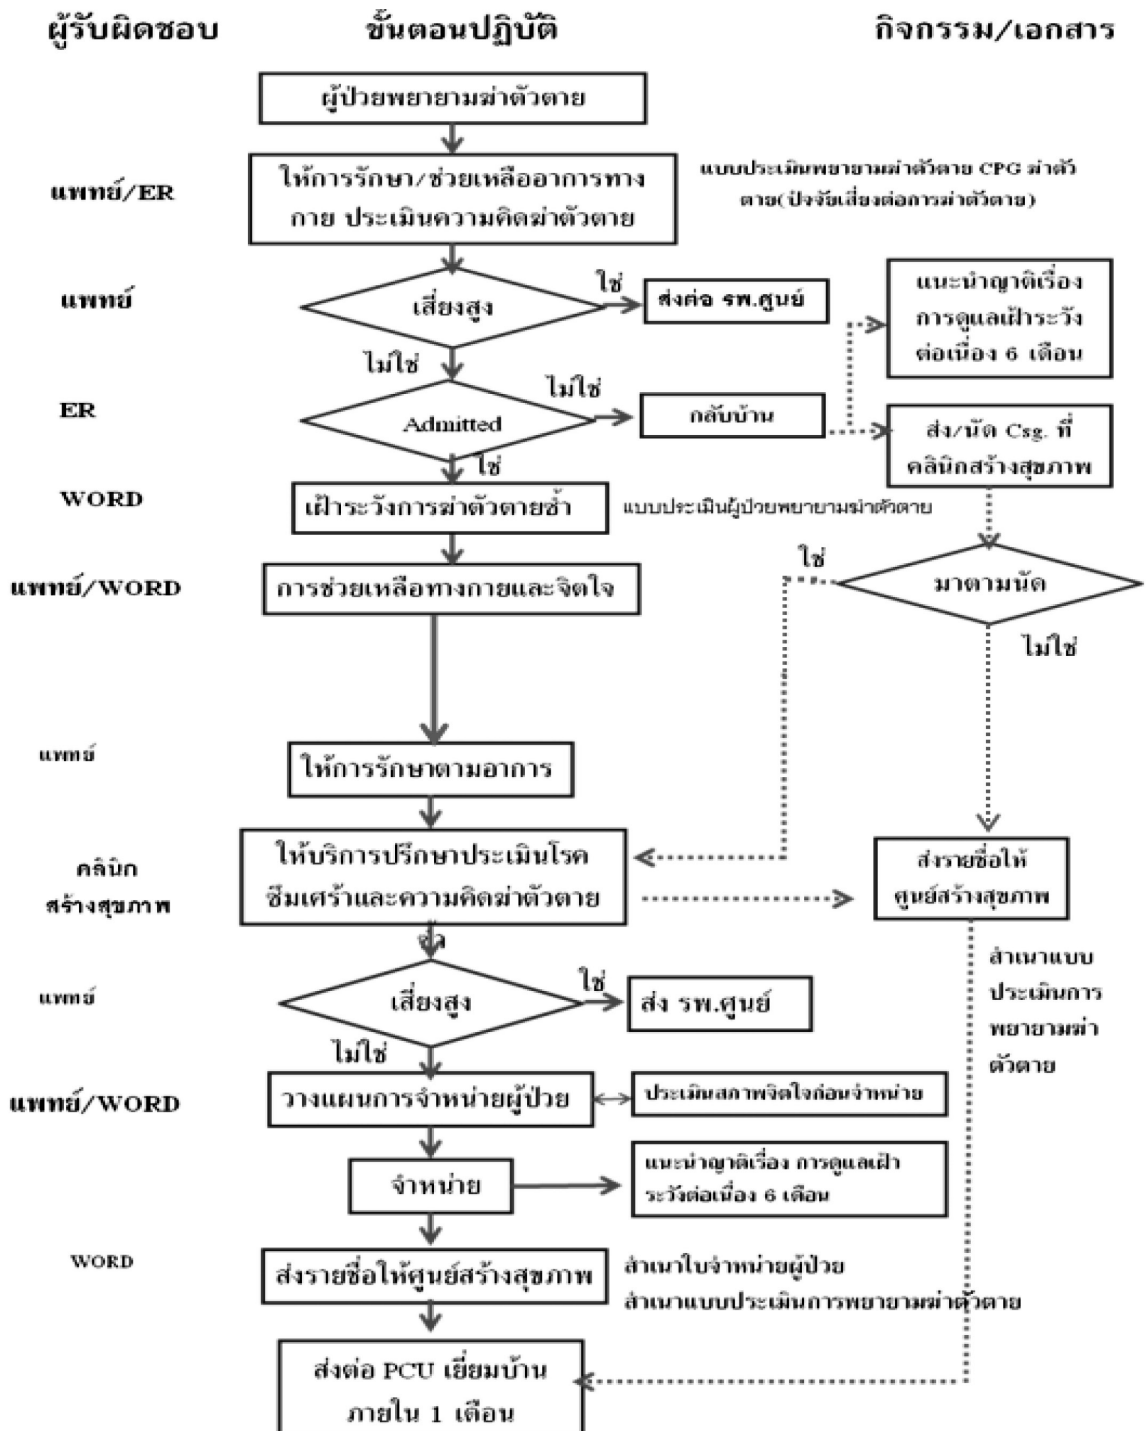 ผู้รับผิดชอบ
ขั้นตอนปฏิบัติ
กิจกรรม/เอกสาร
ผู้ป่วยพยายามฆ่าตัวตาย
แพทย์/ER
ให้การรักษา/ช่วยเหลืออาการทาง
กาย ประเมินความคิดฆ่าตัวตาย
แบบประเมินพยายามฆ่าตัวตาย CPG ฆ่าตัว
ตาย(ปัจจัยเสี่ยงต่อการฆ่าตัวตาย)
แพทย์
เสี่ยงสูง
ใช่
ส่งต่อ รพ.ศูนย์
แนะนำญาติเรื่อง
การดูแลเฝ้าระวัง
ต่อเนื่อง 6 เดือน
ไม่ใช่
ER
Admitted
ไม่ใช่
กลับบ้าน
ส่ง/นัด Csg. ที่
คลินิกสร้างสุขภาพ
ใช่
WORD
เฝ้าระวังการฆ่าตัวตายซ้ำ
แบบประเมินผู้ป่วยพยายามฆ่าตัวตาย
แพทย์/WORD
การช่วยเหลือทางกายและจิตใจ
ใช่
มาตามนัด
ไม่ใช่
แพทย์
ให้การรักษาตามอาการ
คลินิก
สร้างสุขภาพ
ให้บริการปรึกษาประเมินโรค
ซึมเศร้าและความคิดฆ่าตัวตาย
ส่งรายชื่อให้
ศูนย์สร้างสุขภาพ
สำเนาแบบ
ประเมินการ
พยายามฆ่า
ตัวตาย
แพทย์
เสี่ยงสูง
ใช่
ส่ง รพ.ศูนย์
ไม่ใช่
แพทย์/WORD
วางแผนการจำหน่ายผู้ป่วย
ประเมินสภาพจิตใจก่อนจำหน่าย
จำหน่าย
แนะนำญาติเรื่อง การดูแลเฝ้า
ระวังต่อเนื่อง 6 เดือน
WORD
ส่งรายชื่อให้ศูนย์สร้างสุขภาพ
สำเนาใบจำหน่ายผู้ป่วย
สำเนาแบบประเมินการพยายามฆ่าตัวตาย
ส่งต่อ PCU เยี่ยมบ้าน
ภายใน 1 เดือน